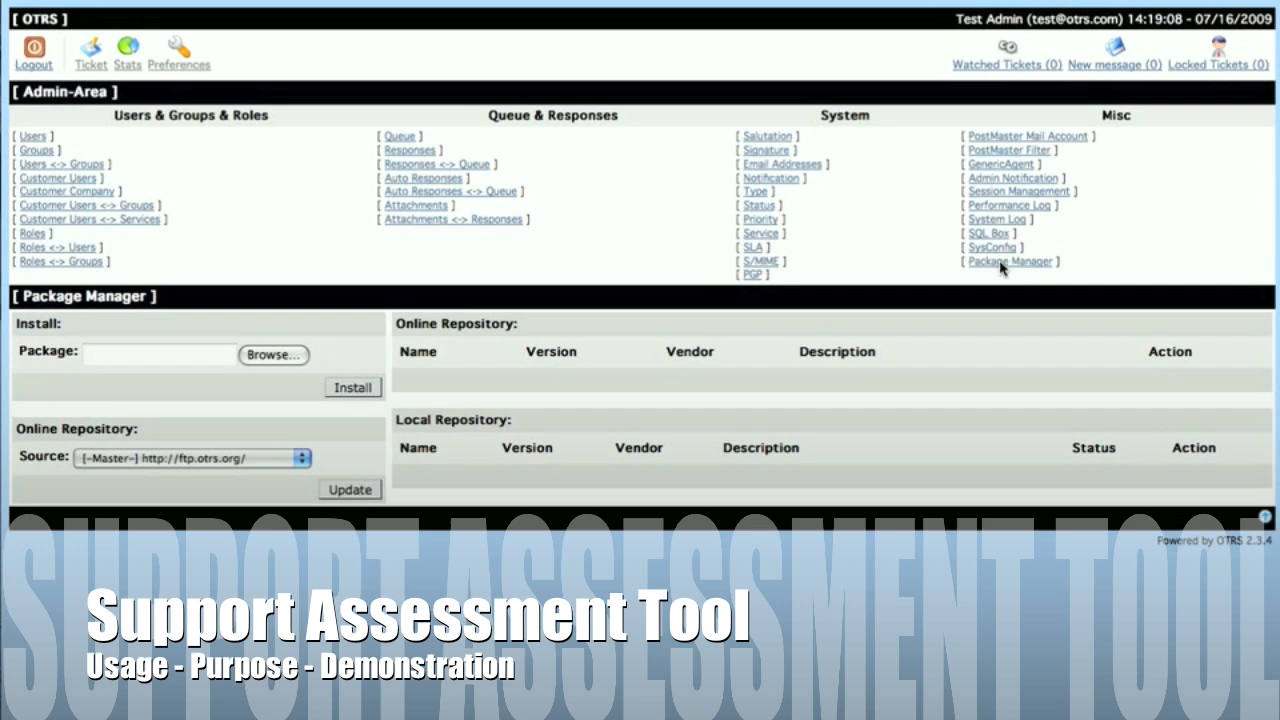 [ OTRS ]
Test Admin (test@otrs.com) 14:19:08 - 07/16/2009
Logout
Ticket
Stats
Preferences
Watched Tickets (0)
New message (0)
Locked Tickets (0)
[ Admin-Area ]
Users & Groups & Roles
[ Users ]
[ Groups ]
[ Users <-> Groups ]
[ Customer Users ]
[ Customer Company ]
[ Customer Users <-> Groups ]
[ Customer Users <-> Services ]
[ Roles ]
[ Roles <-> Users ]
[ Roles <-> Groups ]
Queue & Responses
[ Queue ]
[ Responses ]
[ Responses <-> Queue ]
[ Auto Responses ]
[ Auto Responses <-> Queue ]
[ Attachments ]
[ Attachments <-> Responses ]
System
[ Salutation ]
[ Signature ]
[ Email Addresses ]
[ Notification ]
[ Type ]
[ Status ]
[ Priority ]
[ Service ]
[ SLA ]
[ S/MIME ]
[ PGP ]
Misc
[ PostMaster Mail Account ]
[ PostMaster Filter ]
[ GenericAgent ]
[ Admin Notification ]
[ Session Management ]
[ Performance Log ]
[ System Log ]
[ SQL Box ]
[ SysConfig ]
[ Package Manager ]
[ Package Manager ]
Install:
Package:
Browse...
Install
Online Repository:
Source:
[-Master-] http://ftp.otrs.org/
Update
Online Repository:
Name Version Vendor Description Action
Local Repository:
Name Version Vendor Description Status Action
Powered by OTRS 2.3.4
SUPPORT ASSESSMENT TOOL
Support Assessment Tool
Usage - Purpose - Demonstration